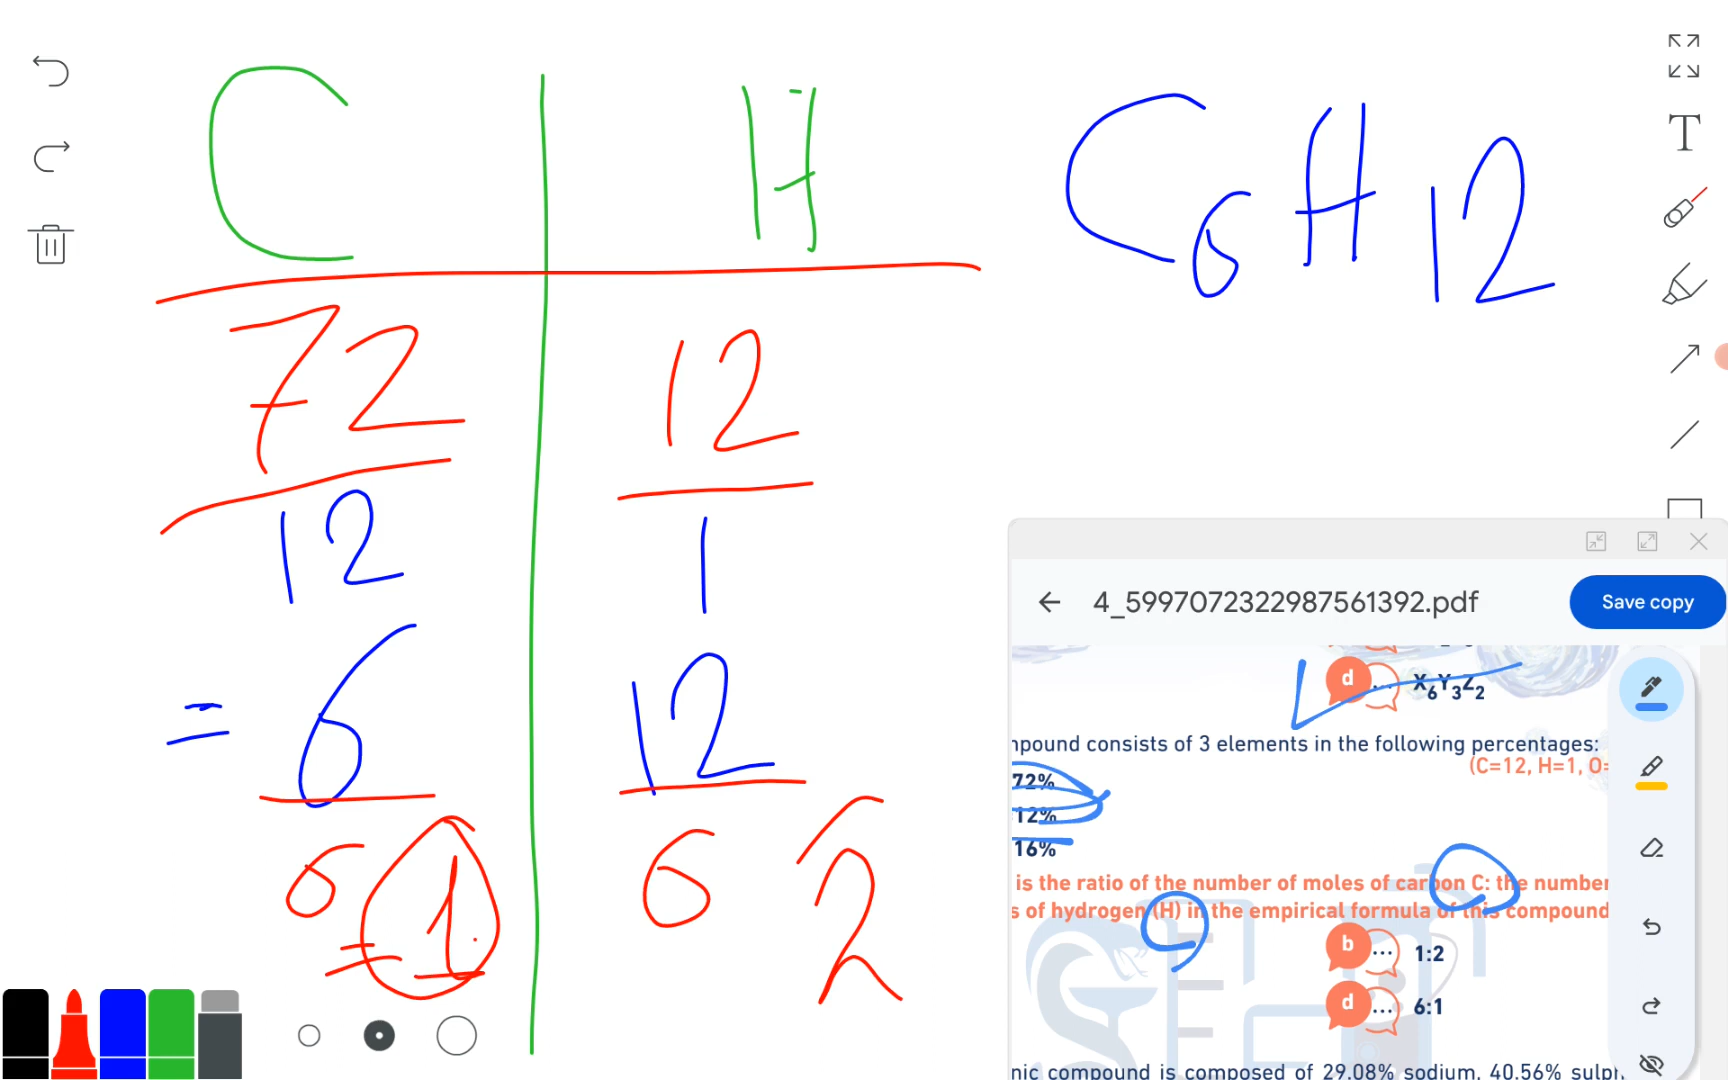 C H
C6H12
72 12
12 1
= 6 12
6 = 1 6 2
T
4_5997072322987561392.pdf Save copy
d ... X6Y3Z2
npound consists of 3 elements in the following percentages:
(C=12, H=1, O=
72%
12%
16%
is the ratio of the number of moles of carbon C: the number
s of hydrogen (H) in the empirical formula of this compound
b ... 1:2
d ... 6:1
nic compound is composed of 29.08% sodium, 40.56% sulph